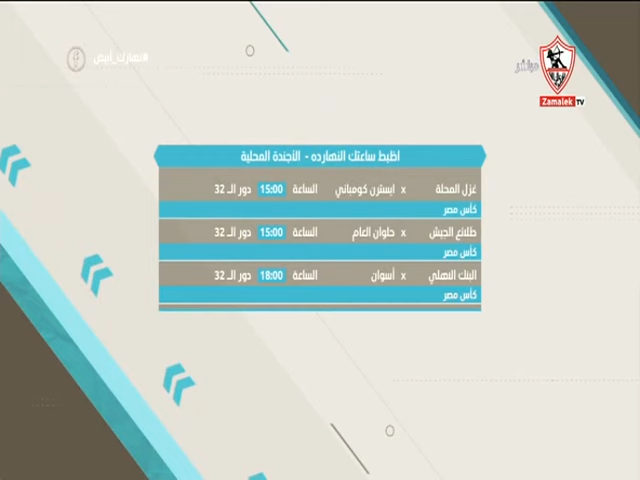 #نهارك_أبيض
مباشر
Zamalek TV
اظبط ساعتك النهارده - الأجندة المحلية
غزل المحلة x ايسترن كومباني الساعة 15:00 دور الـ 32
كأس مصر
طلائع الجيش x حلوان العام الساعة 15:00 دور الـ 32
كأس مصر
البنك الاهلي x أسوان الساعة 18:00 دور الـ 32
كأس مصر